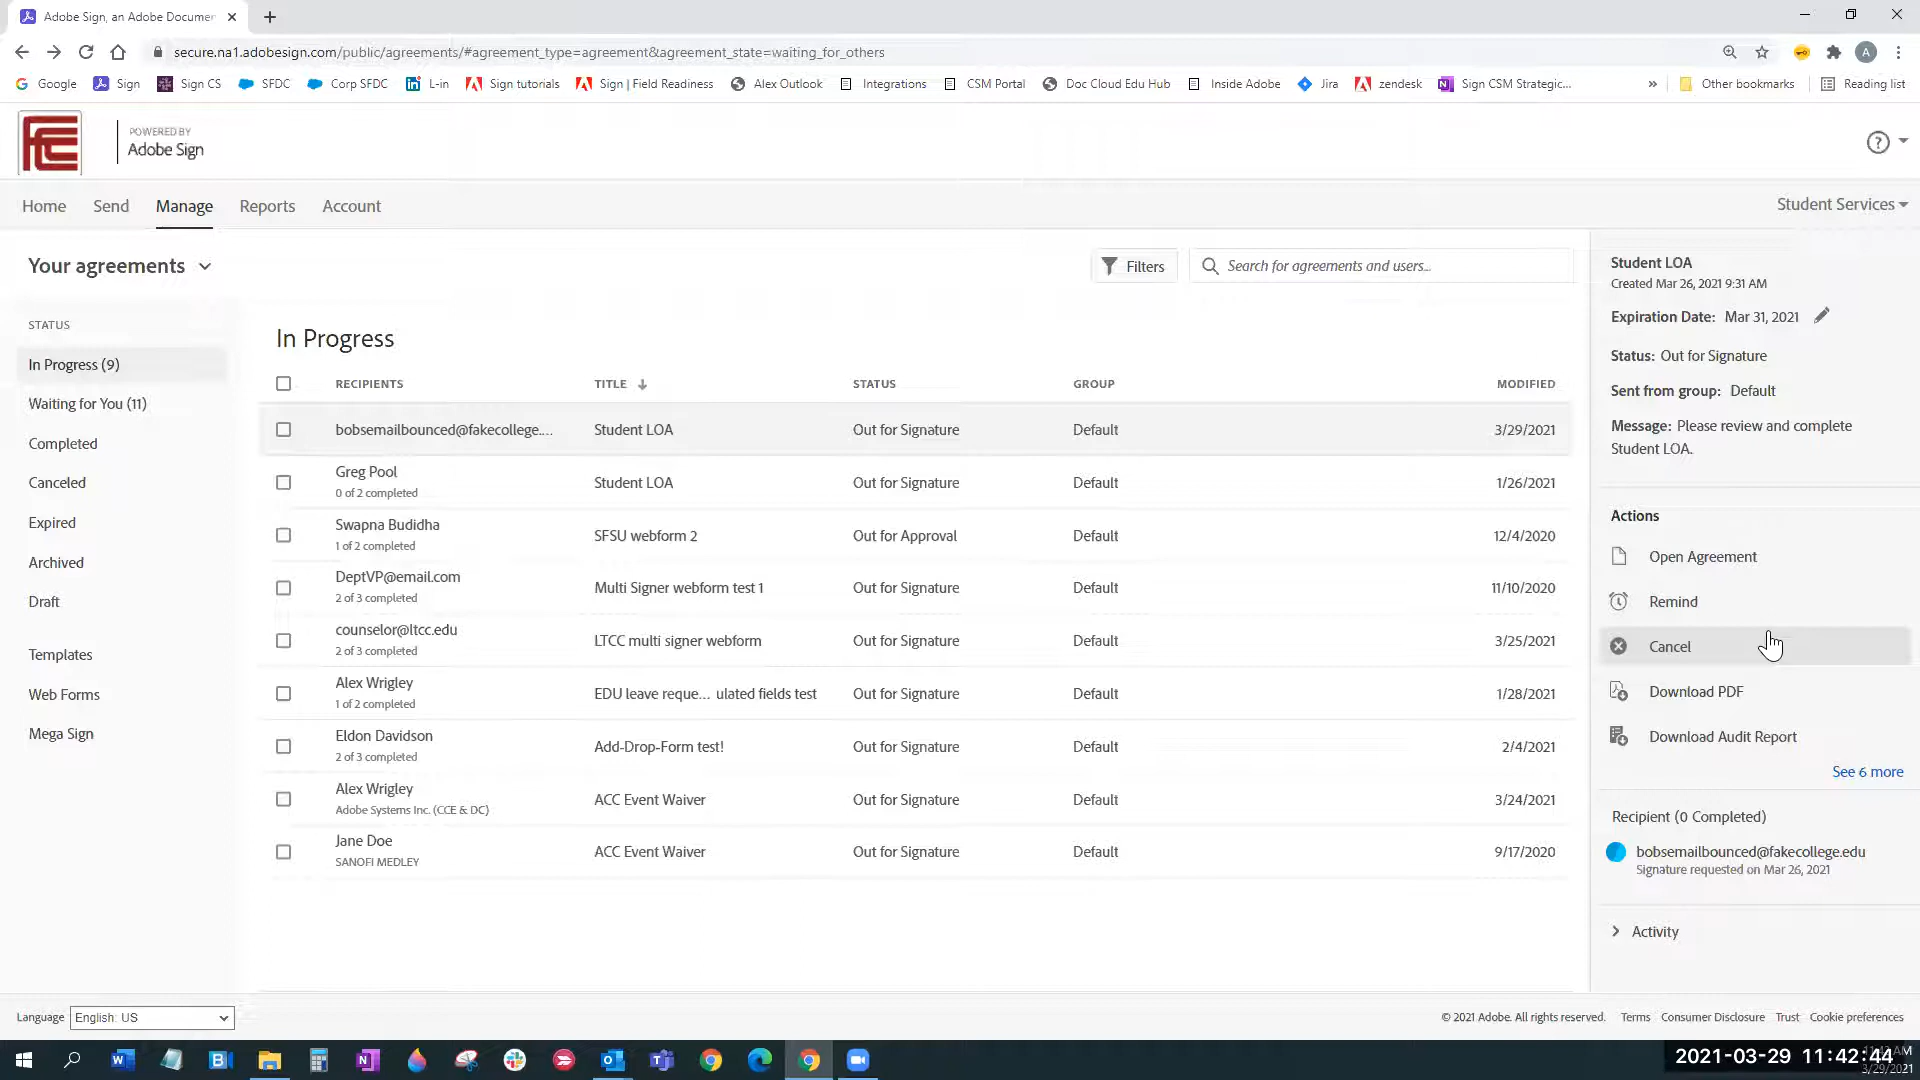 Adobe Sign, an Adobe Documen
secure.na1.adobesign.com/public/agreements/#agreement_type=agreement&agreement_state=waiting_for_others
A
Google Sign Sign CS SFDC Corp SFDC L-in Sign tutorials Sign | Field Readiness Alex Outlook Integrations CSM Portal Doc Cloud Edu Hub Inside Adobe Jira zendesk Sign CSM Strategic... » Other bookmarks Reading list
POWERED BY
Adobe Sign
Home Send Manage Reports Account Student Services
Your agreements
Filters
Search for agreements and users...
STATUS
In Progress (9)
Waiting for You (11)
Completed
Canceled
Expired
Archived
Draft
Templates
Web Forms
Mega Sign
In Progress
RECIPIENTS TITLE STATUS GROUP MODIFIED
bobsemailbounced@fakecollege.... Student LOA Out for Signature Default 3/29/2021
Greg Pool Student LOA Out for Signature Default 1/26/2021
0 of 2 completed
Swapna Budidha SFSU webform 2 Out for Approval Default 12/4/2020
1 of 2 completed
DeptVP@email.com Multi Signer webform test 1 Out for Signature Default 11/10/2020
2 of 3 completed
counselor@ltcc.edu LTCC multi signer webform Out for Signature Default 3/25/2021
2 of 3 completed
Alex Wrigley EDU leave reque... ulated fields test Out for Signature Default 1/28/2021
1 of 2 completed
Eldon Davidson Add-Drop-Form test! Out for Signature Default 2/4/2021
2 of 3 completed
Alex Wrigley ACC Event Waiver Out for Signature Default 3/24/2021
Adobe Systems Inc. (CCE & DC)
Jane Doe ACC Event Waiver Out for Signature Default 9/17/2020
SANOFI MEDLEY
Student LOA
Created Mar 26, 2021 9:31 AM
Expiration Date: Mar 31, 2021
Status: Out for Signature
Sent from group: Default
Message: Please review and complete
Student LOA.
Actions
Open Agreement
Remind
Cancel
Download PDF
Download Audit Report
See 6 more
Recipient (0 Completed)
bobsemailbounced@fakecollege.edu
Signature requested on Mar 26, 2021
Activity
Language English: US
© 2021 Adobe. All rights reserved. Terms Consumer Disclosure Trust Cookie preferences
2021-03-29 11:42:44
3/29/2021